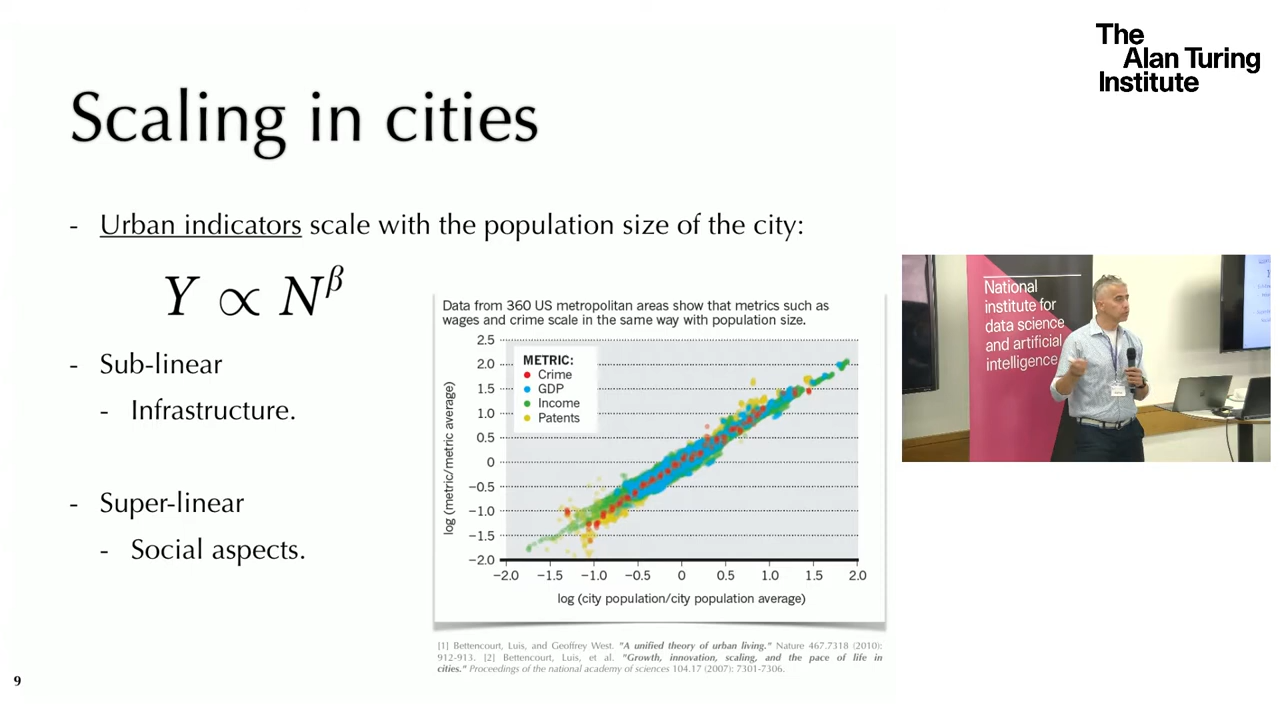 The
Alan Turing
Institute
Scaling in cities
- Urban indicators scale with the population size of the city:
Y ∝ N^β
- Sub-linear
- Infrastructure.
- Super-linear
- Social aspects.
Data from 360 US metropolitan areas show that metrics such as
wages and crime scale in the same way with population size.
METRIC:
Crime
GDP
Income
Patents
log (metric/metric average)
2.5
2.0
1.5
1.0
0.5
0
−0.5
−1.0
−1.5
−2.0
−2.0 −1.5 −1.0 −0.5 0 0.5 1.0 1.5 2.0
log (city population/city population average)
[1] Bettencourt, Luis, and Geoffrey West. "A unified theory of urban living." Nature 467.7318 (2010):
912-913. [2] Bettencourt, Luis, et al. "Growth, innovation, scaling, and the pace of life in
cities." Proceedings of the national academy of sciences 104.17 (2007): 7301-7306.
National
institute for
data science
and artificial
intelligence
9